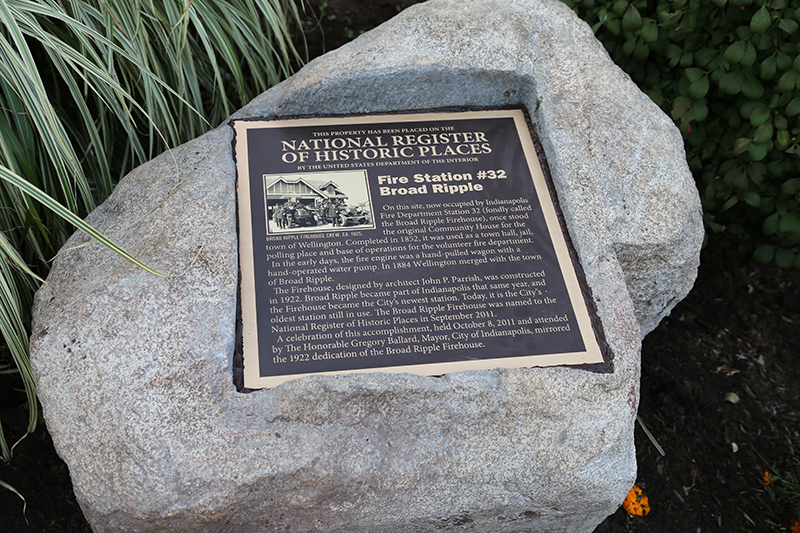 THIS PROPERTY HAS BEEN PLACED ON THE
NATIONAL REGISTER
OF HISTORIC PLACES
BY THE UNITED STATES DEPARTMENT OF THE INTERIOR
Fire Station #32
Broad Ripple
BROAD RIPPLE FIREHOUSE CREW, CA. 1925
On this site, now occupied by Indianapolis
Fire Department Station 32 (fondly called
the Broad Ripple Firehouse), once stood
the original Community House for the
town of Wellington. Completed in 1852, it was used as a town hall, jail,
polling place and base of operations for the volunteer fire department.
In the early days, the fire engine was a hand-pulled wagon with a
hand-operated water pump. In 1884 Wellington merged with the town
of Broad Ripple.
The Firehouse, designed by architect John P. Parrish, was constructed
in 1922. Broad Ripple became part of Indianapolis that same year, and
the Firehouse became the City's newest station. Today, it is the City's
oldest station still in use. The Broad Ripple Firehouse was named to the
National Register of Historic Places in September 2011.
A celebration of this accomplishment, held October 8, 2011 and attended
by The Honorable Gregory Ballard, Mayor, City of Indianapolis, mirrored
the 1922 dedication of the Broad Ripple Firehouse.